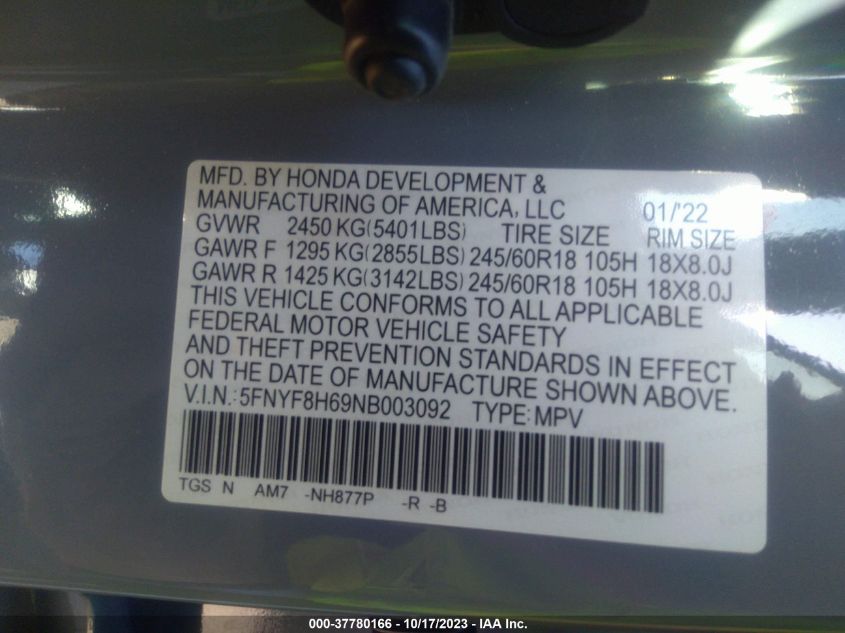 MFD. BY HONDA DEVELOPMENT &
MANUFACTURING OF AMERICA, LLC 01/'22
GVWR 2450 KG(5401LBS) TIRE SIZE RIM SIZE
GAWR F 1295 KG(2855LBS) 245/60R18 105H 18X8.0J
GAWR R 1425 KG(3142LBS) 245/60R18 105H 18X8.0J
THIS VEHICLE CONFORMS TO ALL APPLICABLE
FEDERAL MOTOR VEHICLE SAFETY
AND THEFT PREVENTION STANDARDS IN EFFECT
ON THE DATE OF MANUFACTURE SHOWN ABOVE.
V.I.N.: 5FNYF8H69NB003092 TYPE: MPV
TGS N AM7 -NH877P -R -B
000-37780166 - 10/17/2023 - IAA Inc.